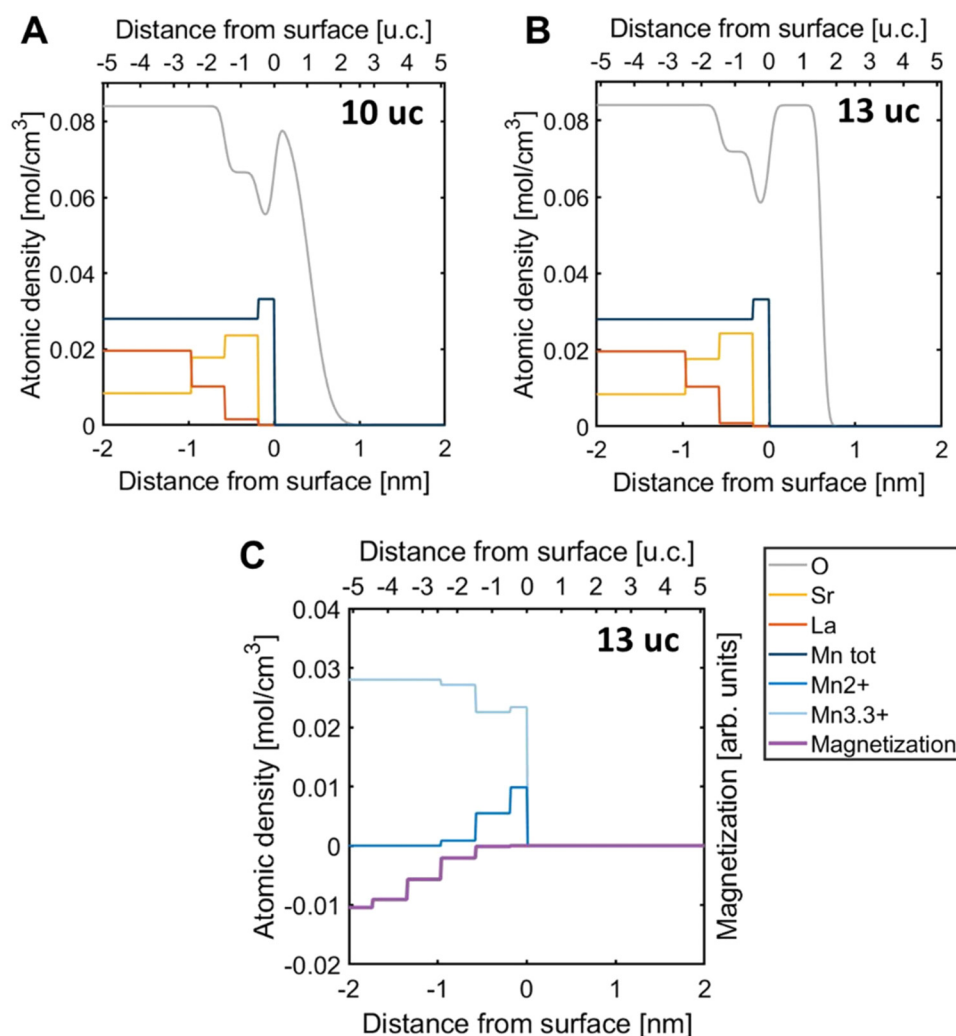 A
Distance from surface [u.c.]
-5 -4 -3 -2 -1 0 1 2 3 4 5
10 uc
Atomic density [mol/cm³]
0.08
0.06
0.04
0.02
0
-2 -1 0 1 2
Distance from surface [nm]
B
Distance from surface [u.c.]
-5 -4 -3 -2 -1 0 1 2 3 4 5
13 uc
Atomic density [mol/cm³]
0.08
0.06
0.04
0.02
0
-2 -1 0 1 2
Distance from surface [nm]
C
Distance from surface [u.c.]
-5 -4 -3 -2 -1 0 1 2 3 4 5
13 uc
Atomic density [mol/cm³]
0.04
0.03
0.02
0.01
0
-0.01
-0.02
Magnetization [arb. units]
-2 -1 0 1 2
Distance from surface [nm]
O
Sr
La
Mn tot
Mn2+
Mn3.3+
Magnetization